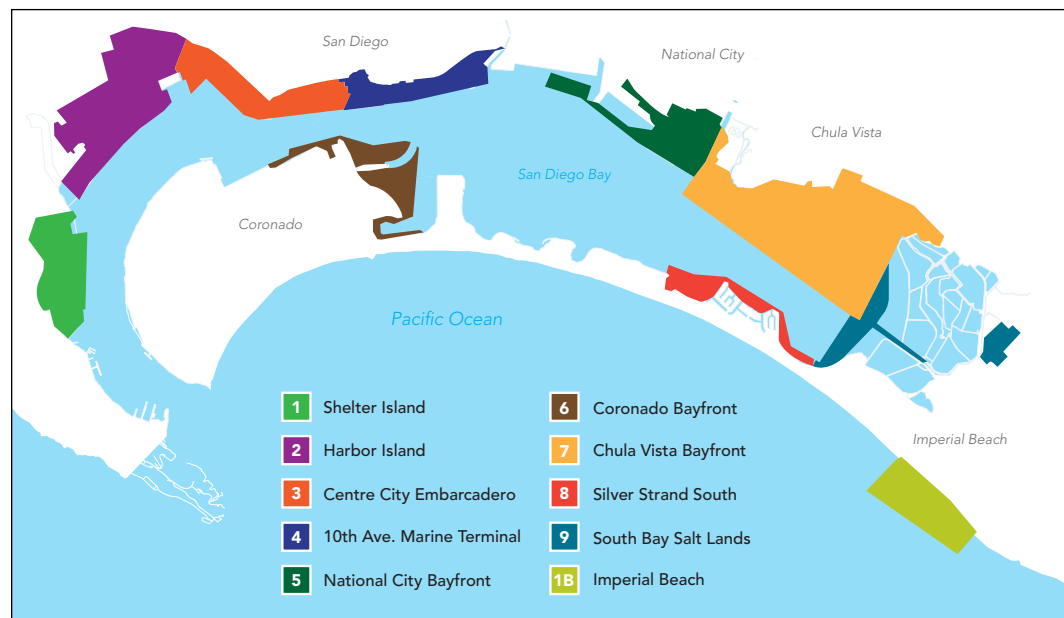 San Diego
National City
Chula Vista
San Diego Bay
Coronado
Pacific Ocean
Imperial Beach
1 Shelter Island
2 Harbor Island
3 Centre City Embarcadero
4 10th Ave. Marine Terminal
5 National City Bayfront
6 Coronado Bayfront
7 Chula Vista Bayfront
8 Silver Strand South
9 South Bay Salt Lands
1B Imperial Beach